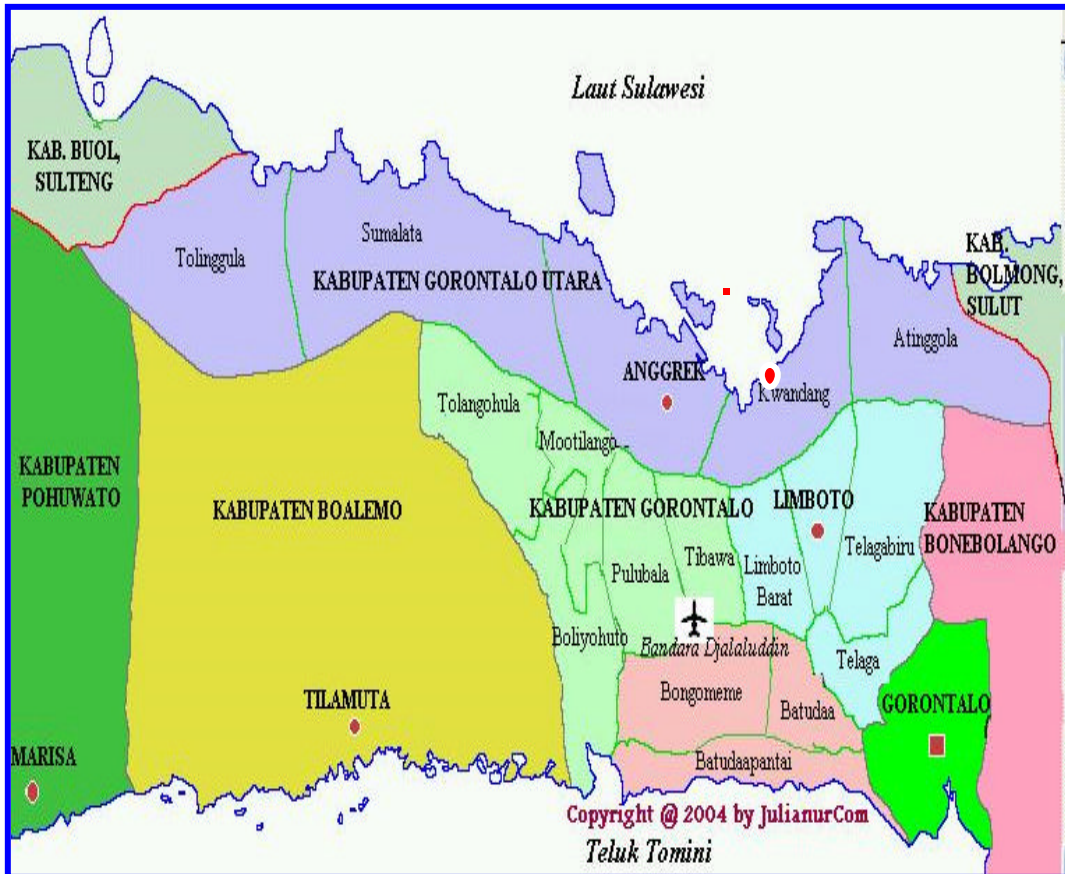 Laut Sulawesi
KAB. BUOL,
SULTENG
Tolinggula
Sumalata
KABUPATEN GORONTALO UTARA
KAB.
BOLMONG,
SULUT
Atinggola
ANGGREK
Kwandang
Tolangohula
Mootilango
KABUPATEN
POHUWATO
KABUPATEN BOALEMO
KABUPATEN GORONTALO
LIMBOTO
KABUPATEN
BONEBOLANGO
Telagabiru
Tibawa
Limboto
Barat
Pulubala
Boliyohuto
Bandara Djalaluddin
Telaga
Bongomeme
Batudaa
TILAMUTA
GORONTALO
MARISA
Batudaapantai
Copyright @ 2004 by JulianurCom
Teluk Tomini